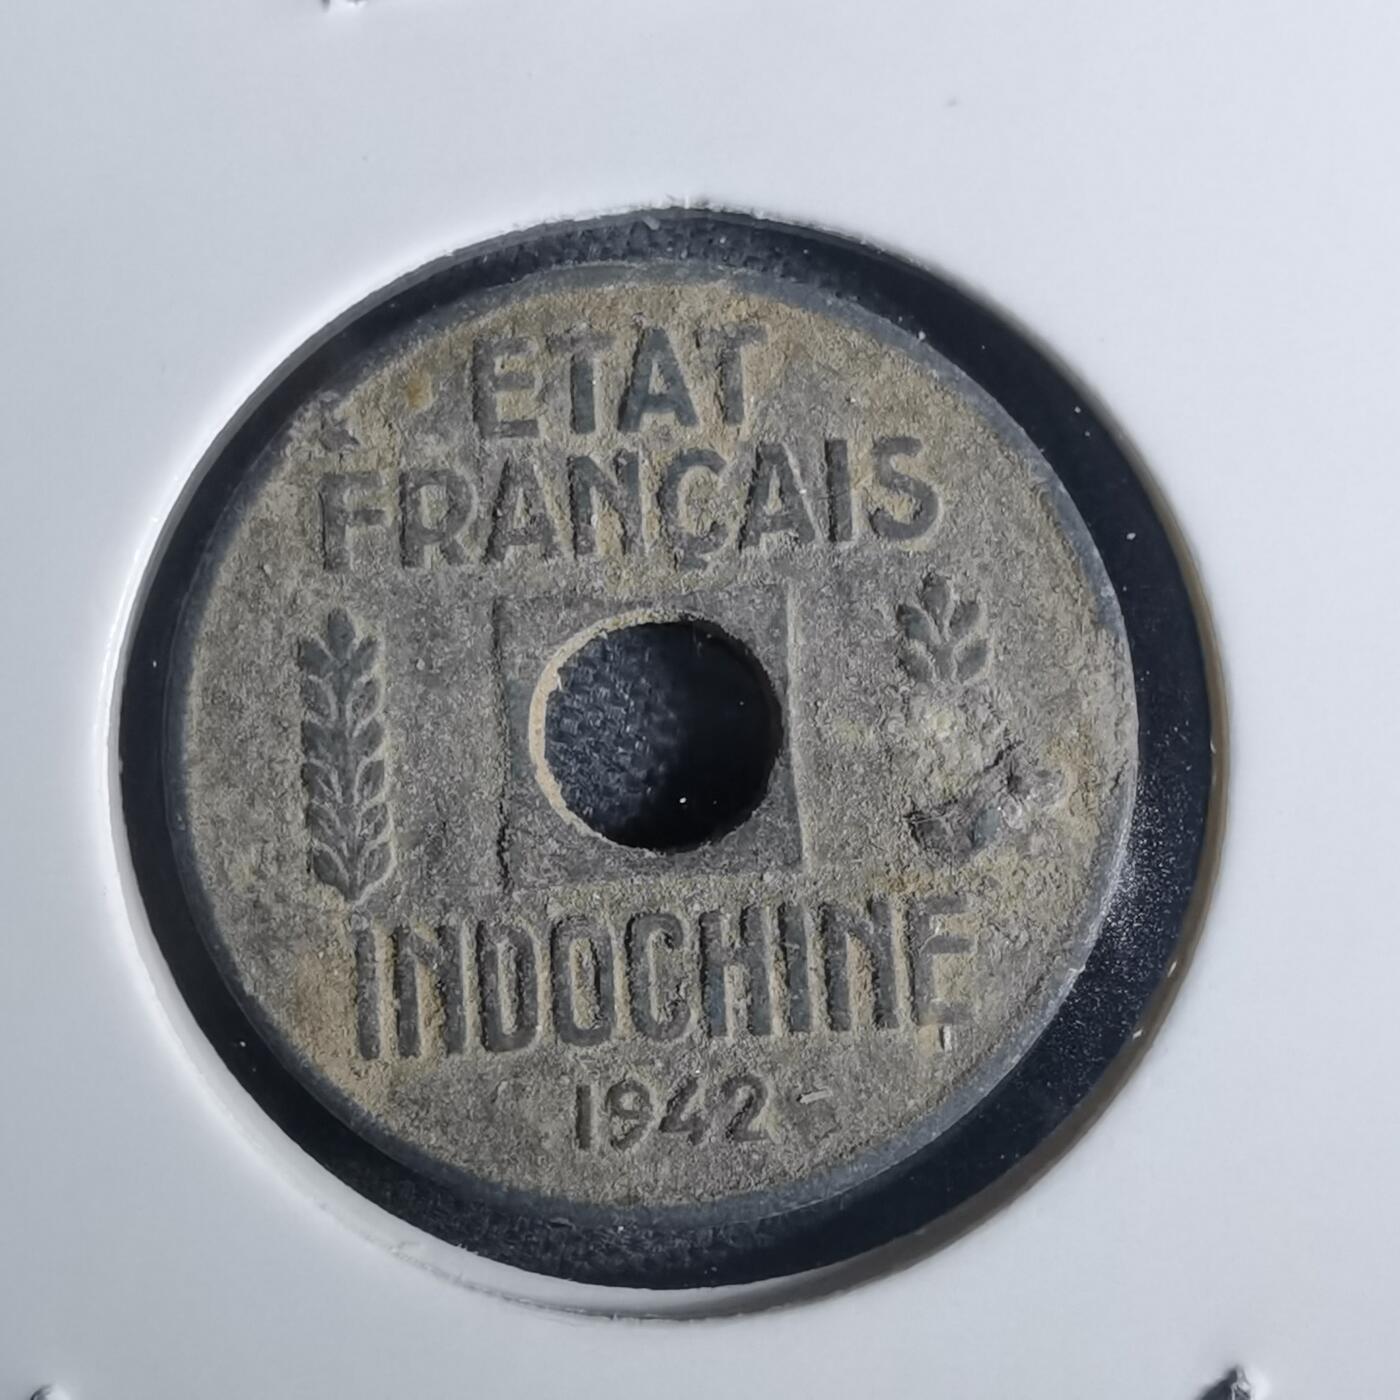 ETAT
FRANÇAIS
INDOCHINE
1942